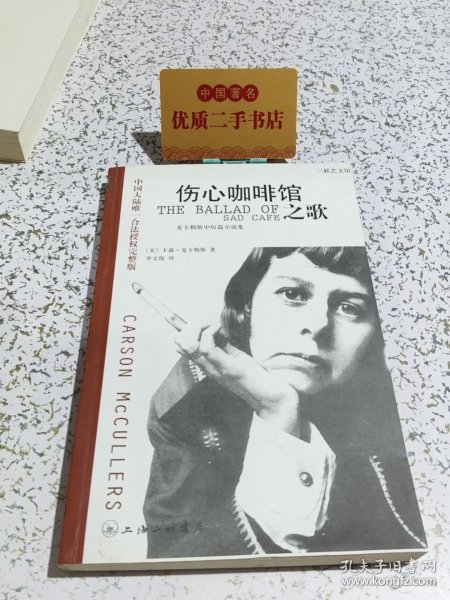 中国著名
优质二手书店
三联艺文馆
伤心咖啡馆
之歌
THE BALLAD OF
SAD CAFE
麦卡勒斯中短篇小说集
[美] 卡森·麦卡勒斯 著
李文俊 译
中国大陆唯一合法授权完整版
CARSON McCULLERS
上海三联书店
孔夫子旧书网
www.kongfz.com